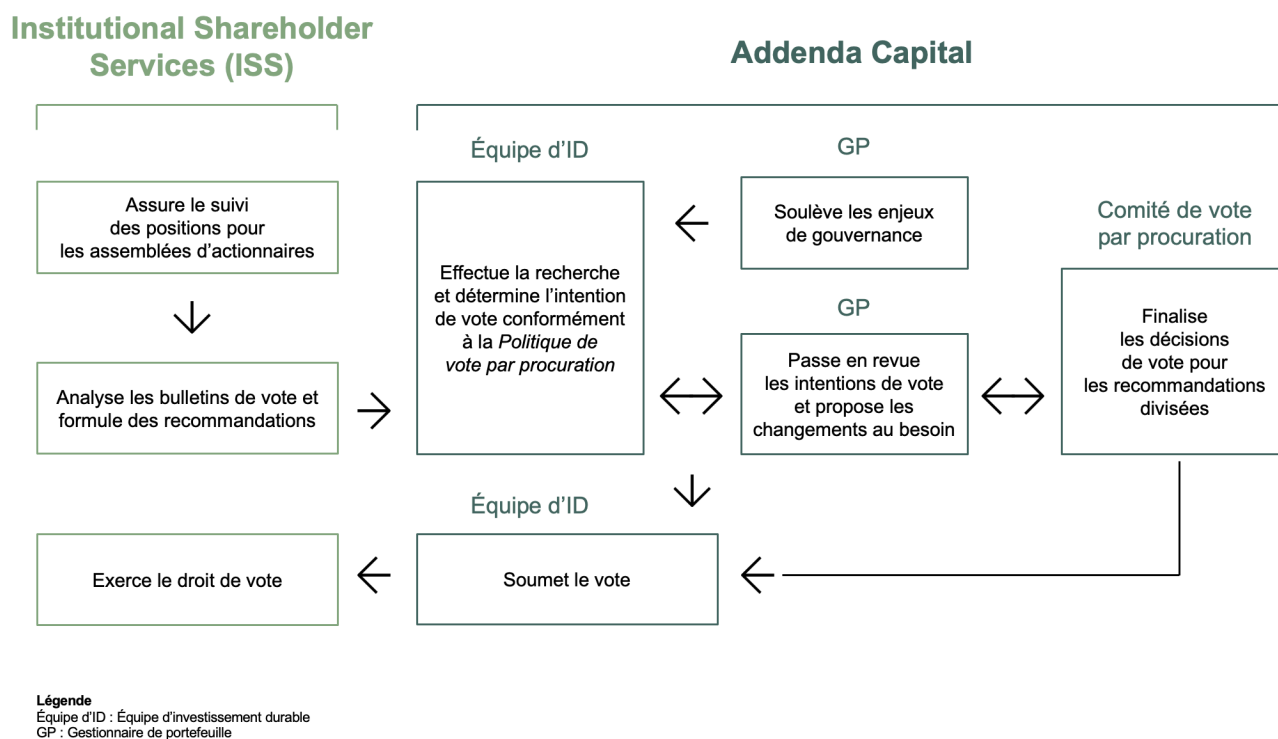 Institutional Shareholder
Services (ISS)
Addenda Capital
Équipe d’ID
GP
Comité de vote
par procuration
Assure le suivi
des positions pour
les assemblées d’actionnaires
Analyse les bulletins de vote et
formule des recommandations
Effectue la recherche
et détermine l’intention
de vote conformément
à la Politique de
vote par procuration
Soulève les enjeux
de gouvernance
GP
Passe en revue
les intentions de vote
et propose les
changements au besoin
Finalise
les décisions
de vote pour
les recommandations
divisées
Équipe d’ID
Soumet le vote
Exerce le droit de vote
Légende
Équipe d’ID : Équipe d’investissement durable
GP : Gestionnaire de portefeuille